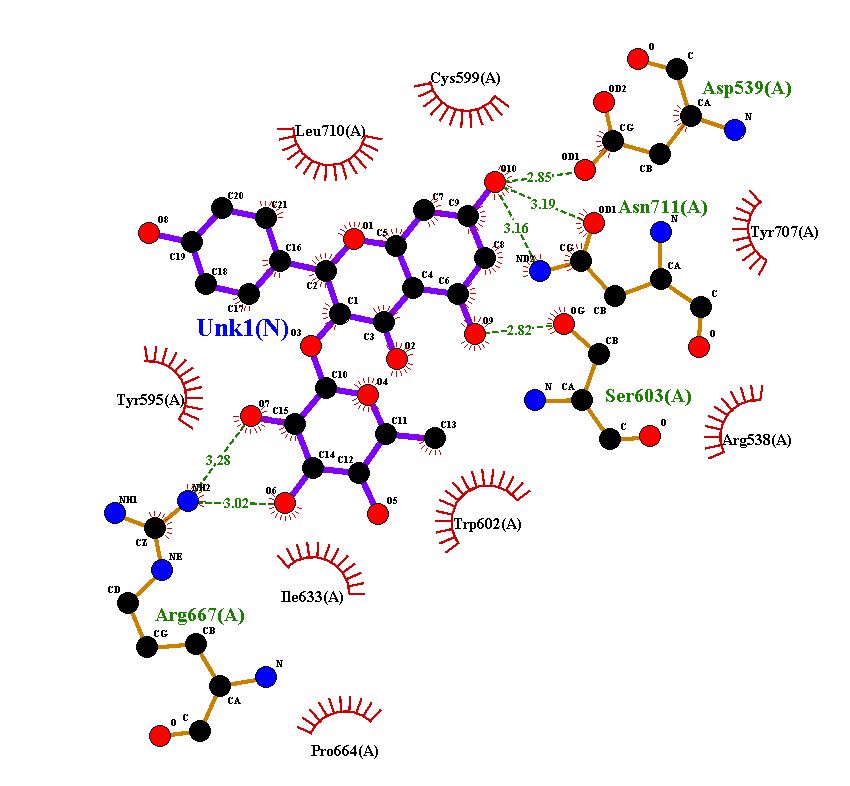 O
C
Cys599(A)
Asp539(A)
OD2
CA
N
Leu710(A)
CG
CB
OD1
O10
2.85
C20
C21
C7
C9
3.19
OD1
Asn711(A)
N
O8
O1
C5
3.16
Tyr707(A)
C19
C16
C8
ND2
CG
CA
C18
C2
C4
C6
CB
C
C17
C1
O9
2.82
OG
Unk1(N)
O3
C3
O2
O
CB
C10
O4
N
CA
Ser603(A)
Tyr595(A)
O7
C15
C11
C13
C
O
Arg538(A)
3.28
C14
C12
NH1
NH2
3.02
O6
O5
Trp602(A)
CZ
NE
CD
Ile633(A)
Arg667(A)
CG
CB
N
CA
O
C
Pro664(A)